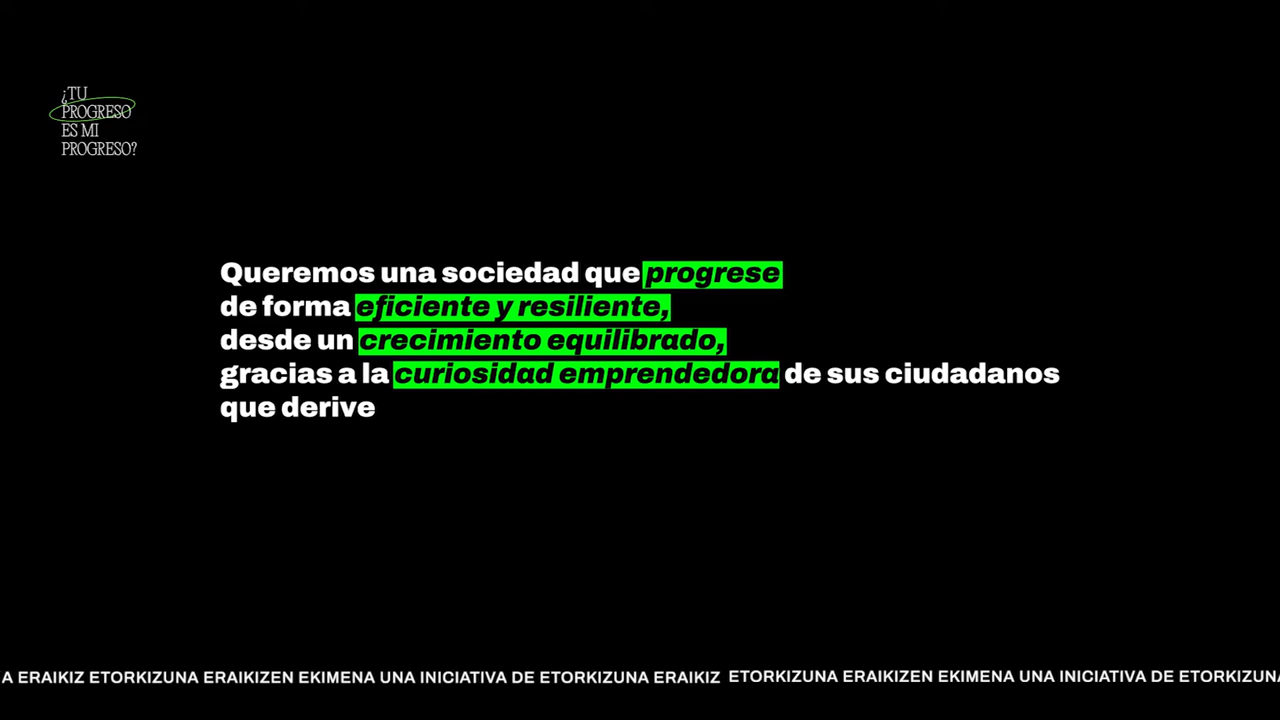 ¿TU
PROGRESO
ES MI
PROGRESO?
Queremos una sociedad que progrese
de forma eficiente y resiliente,
desde un crecimiento equilibrado,
gracias a la curiosidad emprendedora de sus ciudadanos
que derive
A ERAIKIZ ETORKIZUNA ERAIKIZEN EKIMENA UNA INICIATIVA DE ETORKIZUNA ERAIKIZ ETORKIZUNA ERAIKIZEN EKIMENA UNA INICIATIVA DE ETORKIZUNA